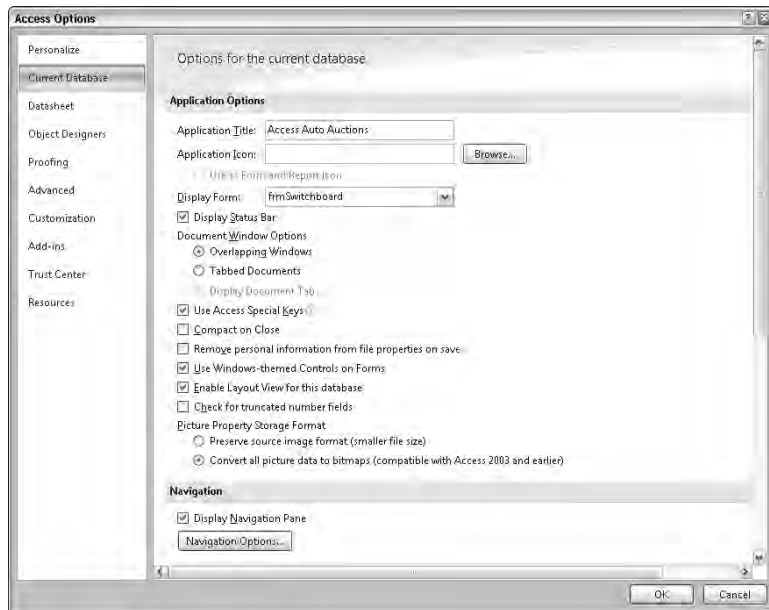 Access Options
Personalize
Current Database
Datasheet
Object Designers
Proofing
Advanced
Customization
Add-ins
Trust Center
Resources
Options for the current database
Application Options
Application Title: Access Auto Auctions
Application Icon: Browse...
Use as Form and Report Icon
Display Form: frmSwitchboard
Display Status Bar
Document Window Options
Overlapping Windows
Tabbed Documents
Display Document Tabs
Use Access Special Keys
Compact on Close
Remove personal information from file properties on save
Use Windows-themed Controls on Forms
Enable Layout View for this database
Check for truncated number fields
Picture Property Storage Format
Preserve source image format (smaller file size)
Convert all picture data to bitmaps (compatible with Access 2003 and earlier)
Navigation
Display Navigation Pane
Navigation Options...
OK Cancel